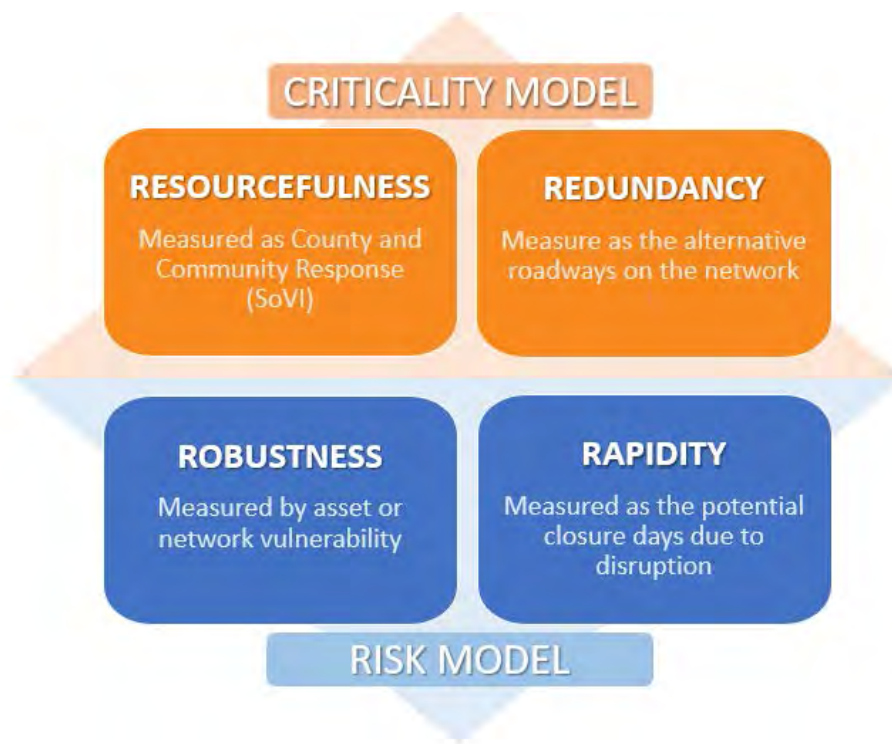 CRITICALITY MODEL
RESOURCEFULNESS
Measured as County and
Community Response
(SoVI)
REDUNDANCY
Measure as the alternative
roadways on the network
ROBUSTNESS
Measured by asset or
network vulnerability
RAPIDITY
Measured as the potential
closure days due to
disruption
RISK MODEL